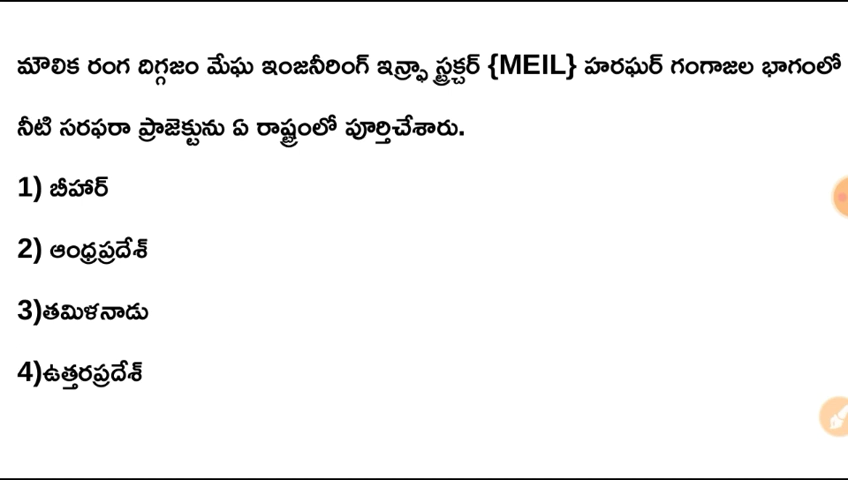 మౌలిక రంగ దిగ్గజం మేఘ ఇంజనీరింగ్ ఇన్ఫ్రా స్ట్రక్చర్ {MEIL} హరఘర్ గంగాజల భాగంలో
నీటి సరఫరా ప్రాజెక్టును ఏ రాష్ట్రంలో పూర్తిచేశారు.
1) బీహార్
2) ఆంధ్రప్రదేశ్
3)తమిళనాడు
4)ఉత్తరప్రదేశ్